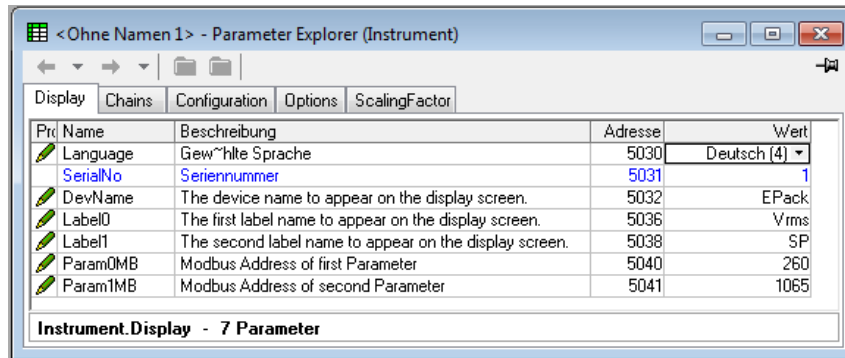 <Ohne Namen 1> - Parameter Explorer (Instrument)
Display Chains Configuration Options ScalingFactor
Pro Name Beschreibung Adresse Wert
Language Gew~hlte Sprache 5030 Deutsch (4)
SerialNo Seriennummer 5031 1
DevName The device name to appear on the display screen. 5032 EPack
Label0 The first label name to appear on the display screen. 5036 Vrms
Label1 The second label name to appear on the display screen. 5038 SP
Param0MB Modbus Address of first Parameter 5040 260
Param1MB Modbus Address of second Parameter 5041 1065
Instrument.Display - 7 Parameter